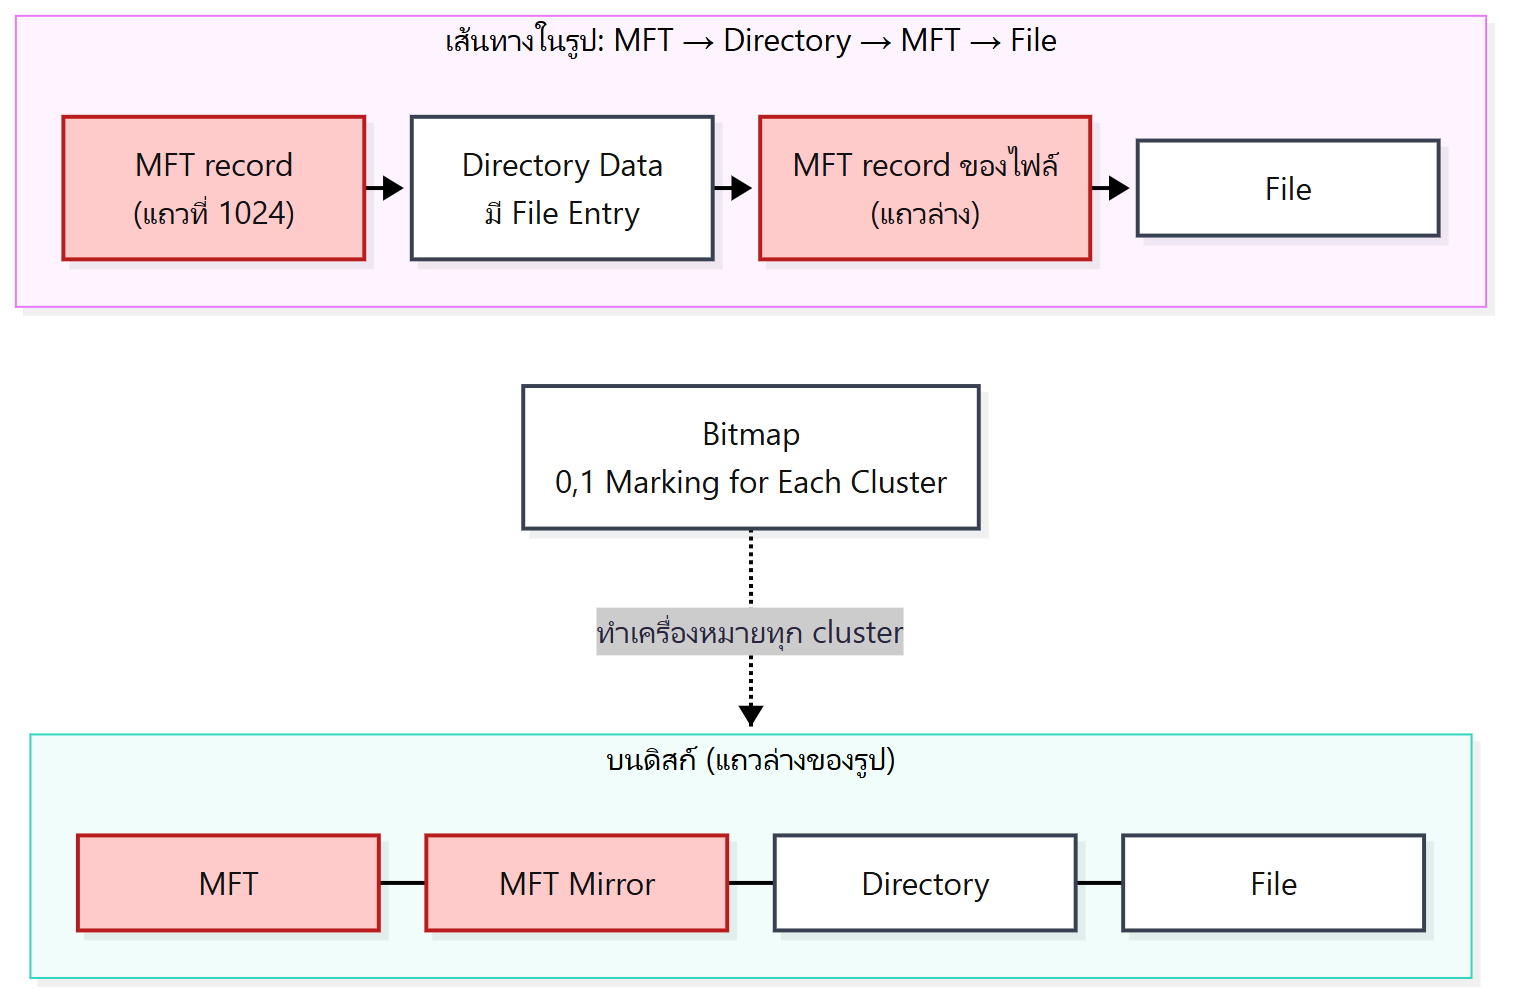 เส้นทางในรูป: MFT → Directory → MFT → File
MFT record
(แถวที่ 1024)
Directory Data
มี File Entry
MFT record ของไฟล์
(แถวล่าง)
File
Bitmap
0,1 Marking for Each Cluster
ทำเครื่องหมายทุก cluster
บนดิสก์ (แถวล่างของรูป)
MFT
MFT Mirror
Directory
File